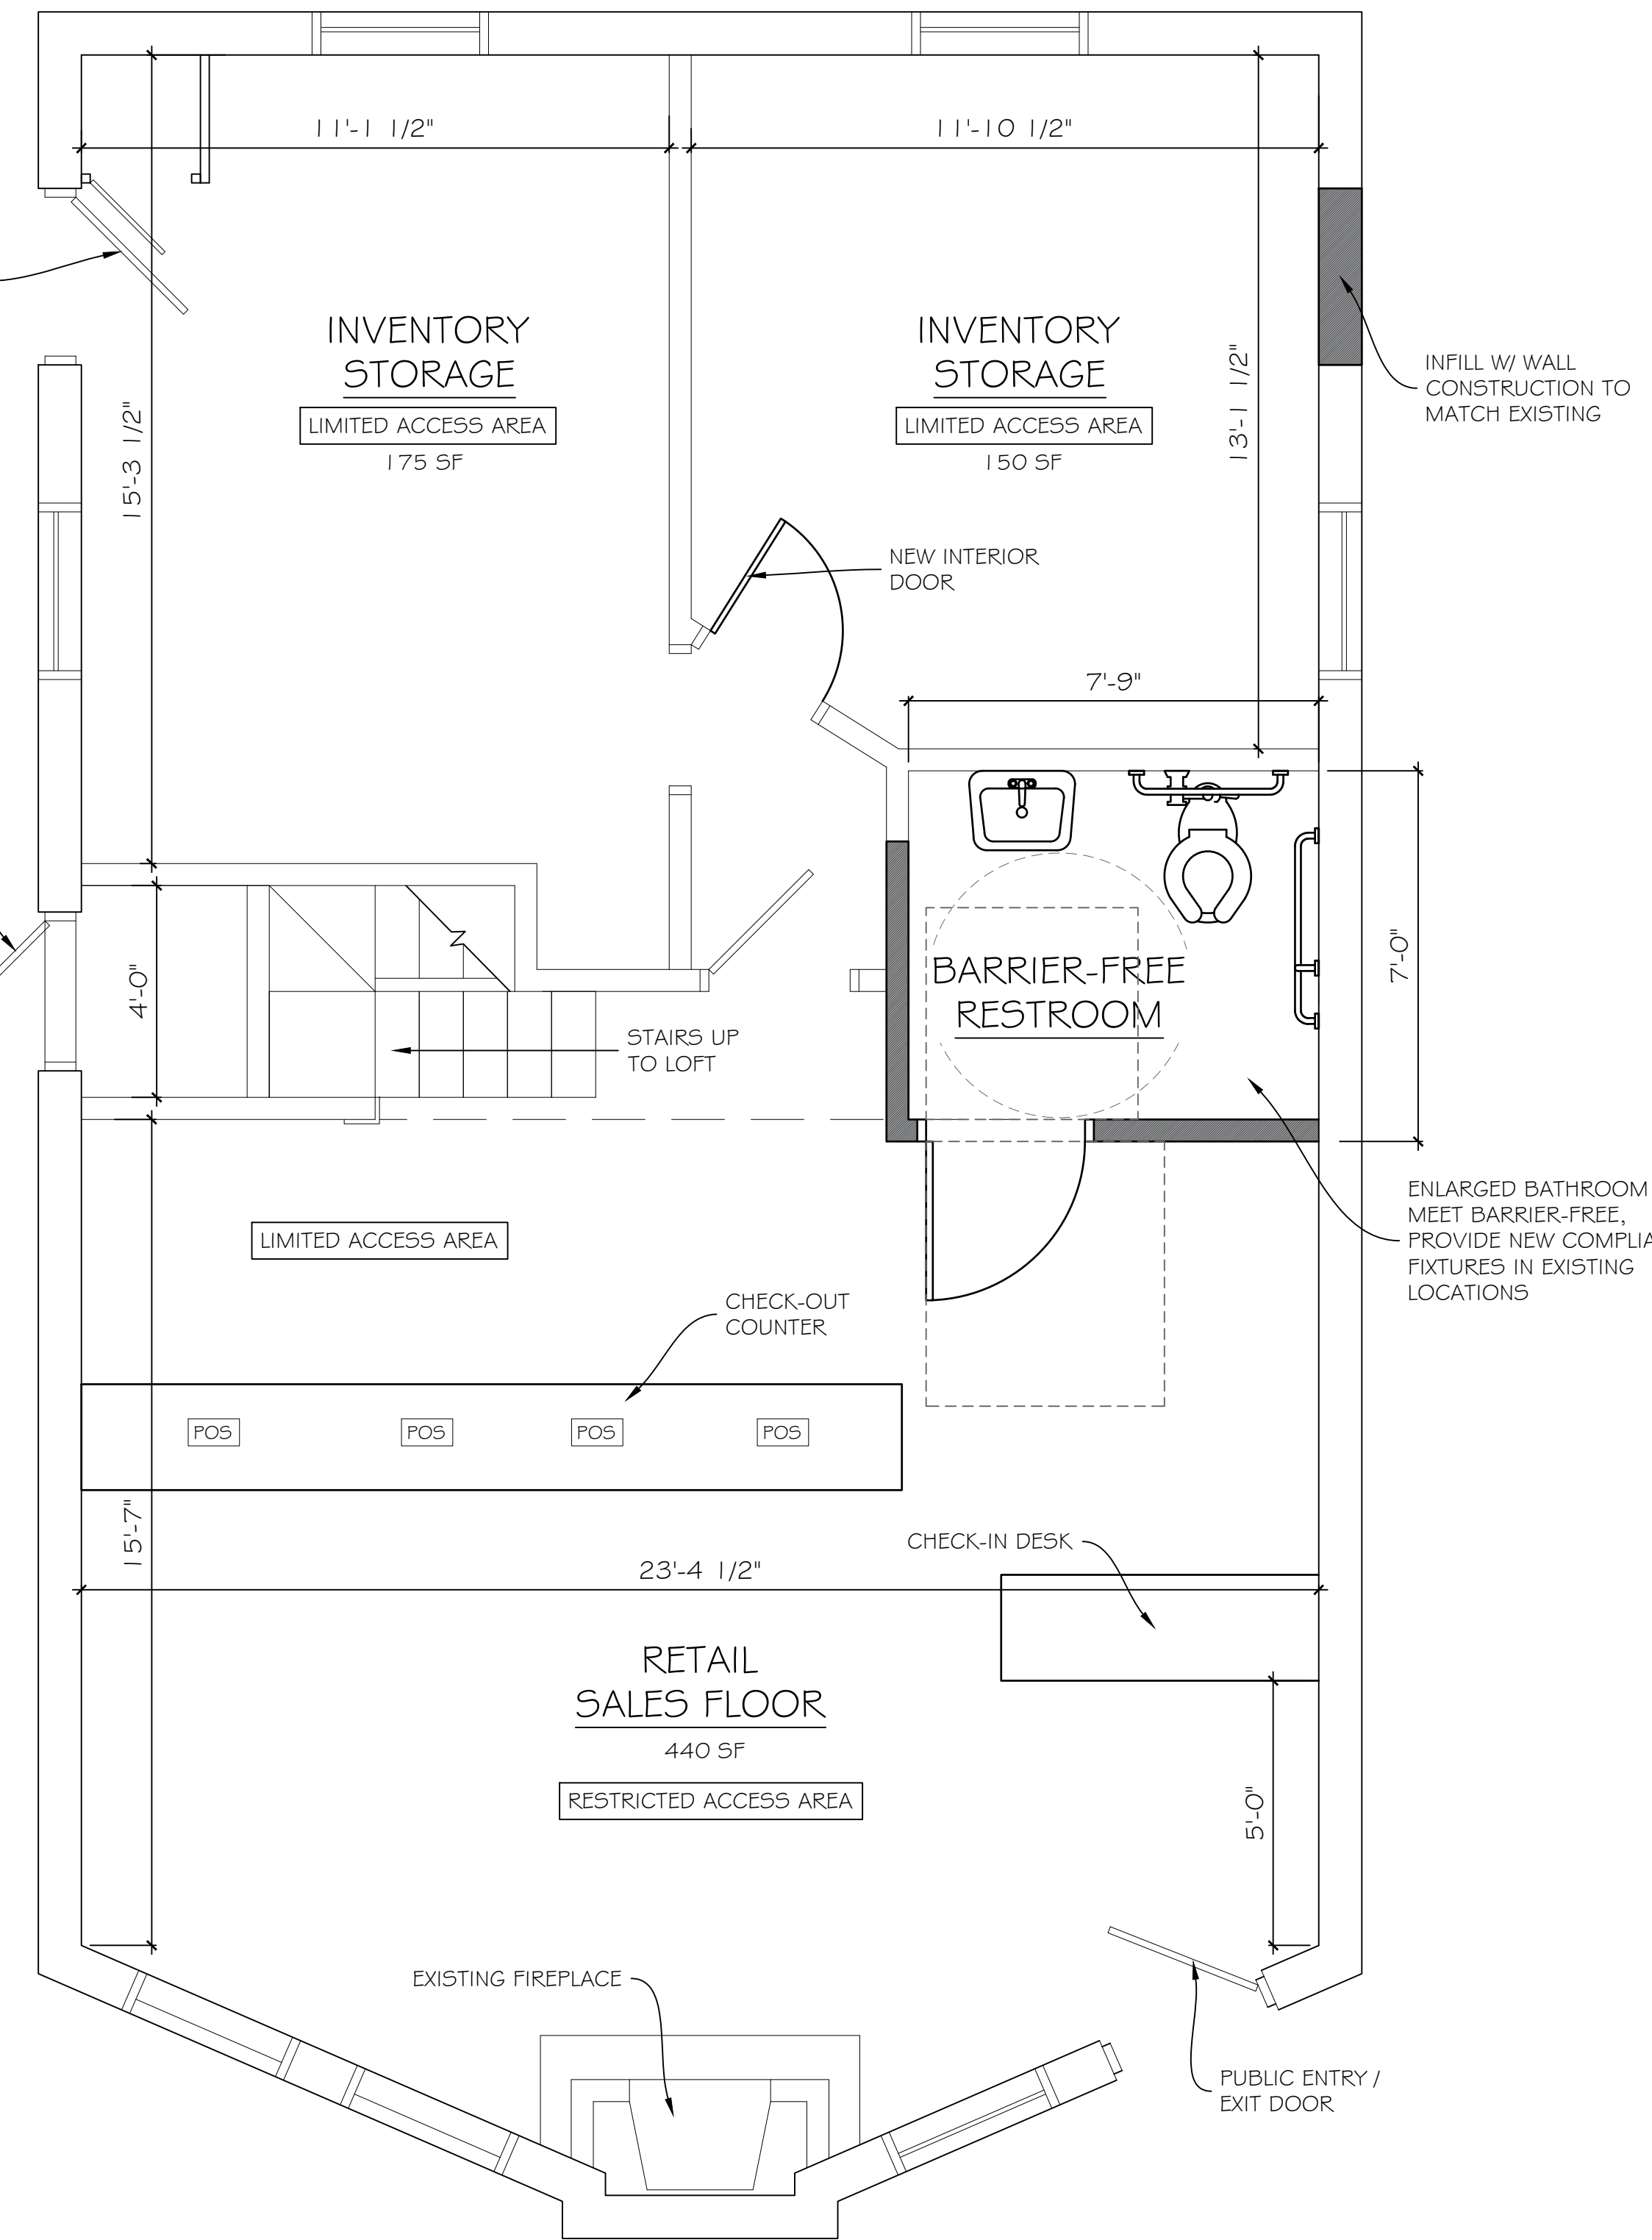 11'-1 1/2"
11'-10 1/2"
INVENTORY
STORAGE
LIMITED ACCESS AREA
175 SF
15'-3 1/2"
INVENTORY
STORAGE
LIMITED ACCESS AREA
150 SF
13'-1 1/2"
INFILL W/ WALL
CONSTRUCTION TO
MATCH EXISTING
NEW INTERIOR
DOOR
7'-9"
BARRIER-FREE
RESTROOM
7'-0"
4'-0"
STAIRS UP
TO LOFT
ENLARGED BATHROOM
MEET BARRIER-FREE,
PROVIDE NEW COMPLIA
FIXTURES IN EXISTING
LOCATIONS
LIMITED ACCESS AREA
CHECK-OUT
COUNTER
POS
POS
POS
POS
15'-7"
CHECK-IN DESK
23'-4 1/2"
RETAIL
SALES FLOOR
440 SF
RESTRICTED ACCESS AREA
5'-0"
EXISTING FIREPLACE
PUBLIC ENTRY /
EXIT DOOR